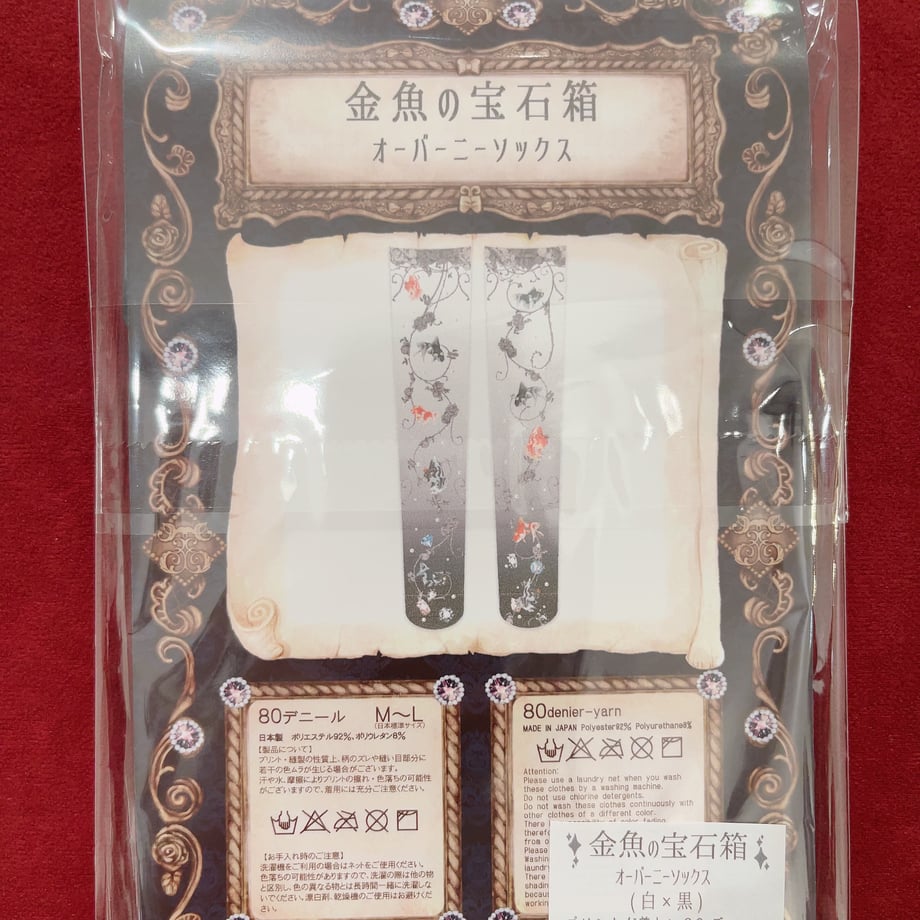 金魚の宝石箱
オーバーニーソックス
80デニール M～L
(日本標準サイズ)
日本製 ポリエステル92%、ポリウレタン8%
【製品について】
プリント・縫製の性質上、柄のズレや縫い目部分に
若干の色ムラが生じる場合がございます。
汗や水、摩擦によりプリントの擦れ・色落ちの可能性
がございますので、着用には充分ご注意ください。
【お手入れ時のご注意】
洗濯機をご利用の場合はネットをご使用ください。
色落ちの可能性がありますので、洗濯の際は他の物
と区別し、色の異なる物とは長時間一緒に洗濯しな
いでください。漂白剤、乾燥機のご使用はお避けくだ
さい。
80denier-yarn
MADE IN JAPAN Polyester92% Polyurethane8%
Attention:
Please use a laundry net when you wash
these clothes by a washing machine.
Do not use chlorine detergents.
Do not wash these clothes continuously with
other clothes of a different color.
There
from o
Please
Washin
laundr
There
shadin
becaus
金魚の宝石箱
オーバーニーソックス
(白×黒)